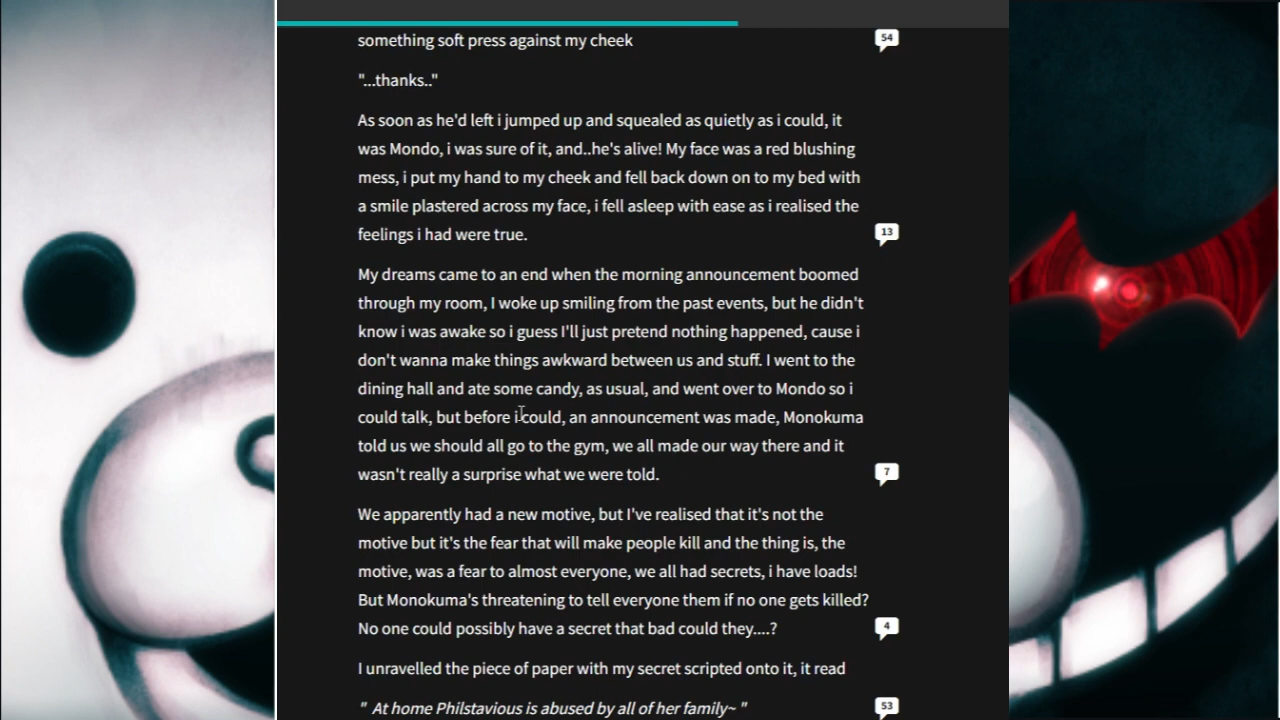 something soft press against my cheek
54
"...thanks.."
As soon as he'd left i jumped up and squealed as quietly as i could, it
was Mondo, i was sure of it, and..he's alive! My face was a red blushing
mess, i put my hand to my cheek and fell back down on to my bed with
a smile plastered across my face, i fell asleep with ease as i realised the
feelings i had were true.
13
My dreams came to an end when the morning announcement boomed
through my room, I woke up smiling from the past events, but he didn't
know i was awake so i guess I'll just pretend nothing happened, cause i
don't wanna make things awkward between us and stuff. I went to the
dining hall and ate some candy, as usual, and went over to Mondo so i
could talk, but before i could, an announcement was made, Monokuma
told us we should all go to the gym, we all made our way there and it
wasn't really a surprise what we were told.
7
We apparently had a new motive, but I've realised that it's not the
motive but it's the fear that will make people kill and the thing is, the
motive, was a fear to almost everyone, we all had secrets, i have loads!
But Monokuma's threatening to tell everyone them if no one gets killed?
No one could possibly have a secret that bad could they....?
4
I unravelled the piece of paper with my secret scripted onto it, it read
" At home Philstavious is abused by all of her family~ "
53